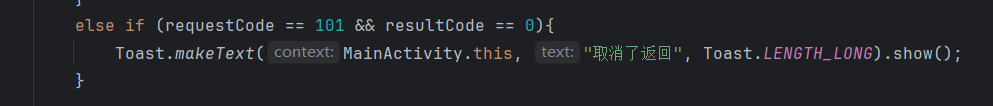 else if (requestCode == 101 && resultCode == 0){
Toast.makeText( context: MainActivity.this, text: "取消了返回", Toast.LENGTH_LONG).show();
}